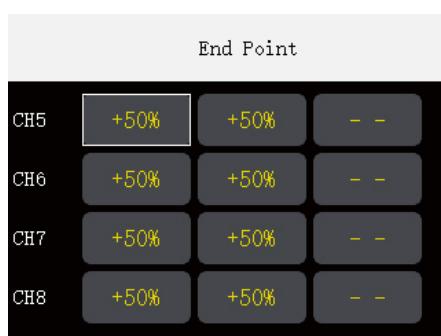 End Point
CH5 +50% +50% - -
CH6 +50% +50% - -
CH7 +50% +50% - -
CH8 +50% +50% - -